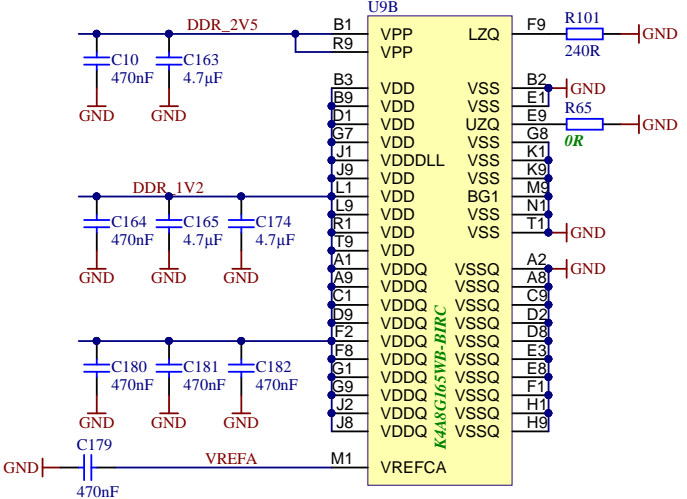 U9B
DDR_2V5 B1 VPP LZQ F9 R101 GND
R9 VPP 240R
C10 C163
470nF 4.7µF
GND GND
B3 VDD VSS B2 GND
B9 VDD VSS E1
D1 VDD UZQ E9 R65 GND
G7 VDD VSS G8 0R
J1 VDDDLL VSS K1
J9 VDD VSS K9
DDR_1V2 L1 VDD BG1 M9
L9 VDD VSS N1
R1 VDD VSS T1 GND
T9 VDD
C164 C165 C174
470nF 4.7µF 4.7µF
GND GND GND
A1 VDDQ VSSQ A2 GND
A9 VDDQ VSSQ A8
C1 VDDQ VSSQ C9
D9 VDDQ VSSQ D2
F2 VDDQ VSSQ D8
F8 VDDQ VSSQ E3
G1 VDDQ VSSQ E8
G9 VDDQ VSSQ F1
J2 VDDQ VSSQ H1
J8 VDDQ VSSQ H9
C180 C181 C182
470nF 470nF 470nF
GND GND GND
K4A8G165WB-BIRC
C179
GND VREFA M1 VREFCA
470nF